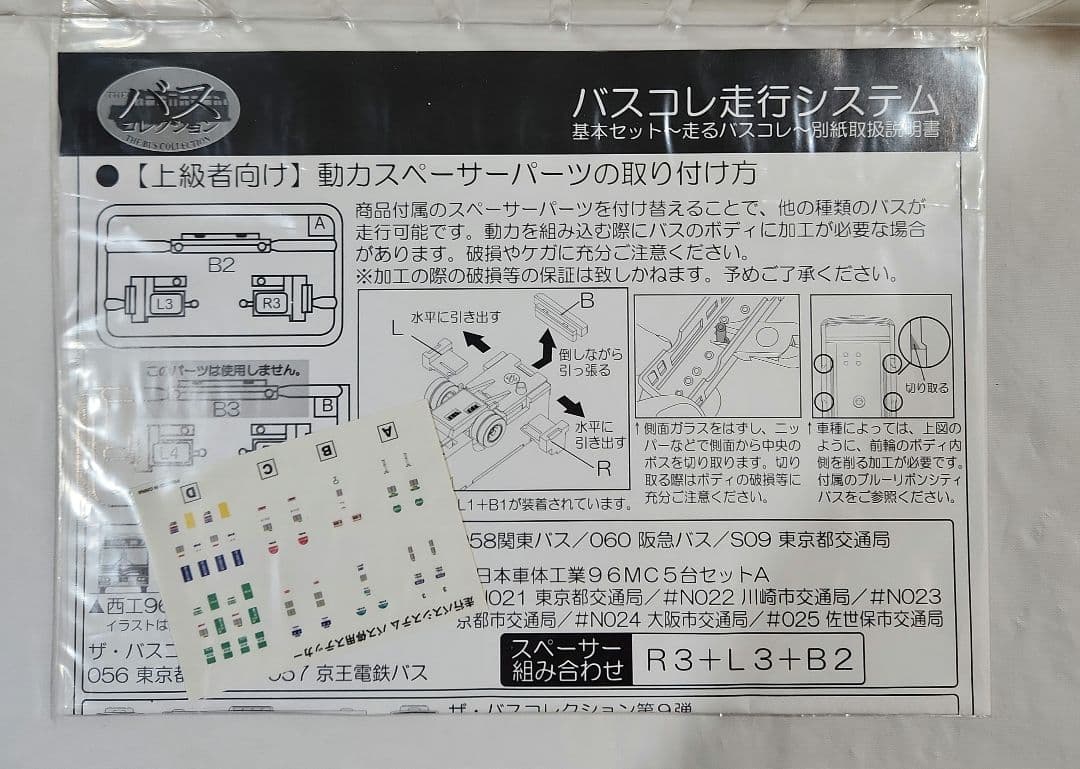 バス
コレクション
THE BUS COLLECTION
バスコレ走行システム
基本セット〜走るバスコレ〜別紙取扱説明書
●【上級者向け】動力スペーサーパーツの取り付け方
商品付属のスペーサーパーツを付け替えることで、他の種類のバスが
走行可能です。動力を組み込む際にバスのボディに加工が必要な場合
があります。破損やケガに充分ご注意ください。
※加工の際の破損等の保証は致しかねます。予めご了承ください。
A
B2
L3
R3
このパーツは使用しません。
B3
B
L4
L
水平に引き出す
B
倒しながら
引っ張る
水平に
引き出す
R
L1+B1が装着されています。
↑側面ガラスをはずし、ニッ
パーなどで側面から中央の
ボスを切り取ります。切り
取る際はボディの破損等に
充分ご注意ください。
切り取る
↑車種によっては、上図の
ように、前輪のボディ内
側を削る加工が必要です。
付属のブルーリボンシティ
バスをご参照ください。
A
B
C
D
走行バスシステム バス停用ステッカー
58関東バス/060 阪急バス/S09 東京都交通局
日本車体工業96MC5台セットA
N021 東京都交通局/#N022 川崎市交通局/#N023
京都市交通局/#N024 大阪市交通局/#025 佐世保市交通局
▲西工96
イラストは
ザ・バスコ
056 東京都
057 京王電鉄バス
スペーサー
組み合わせ
R3+L3+B2
ザ・バスコレクション第9弾